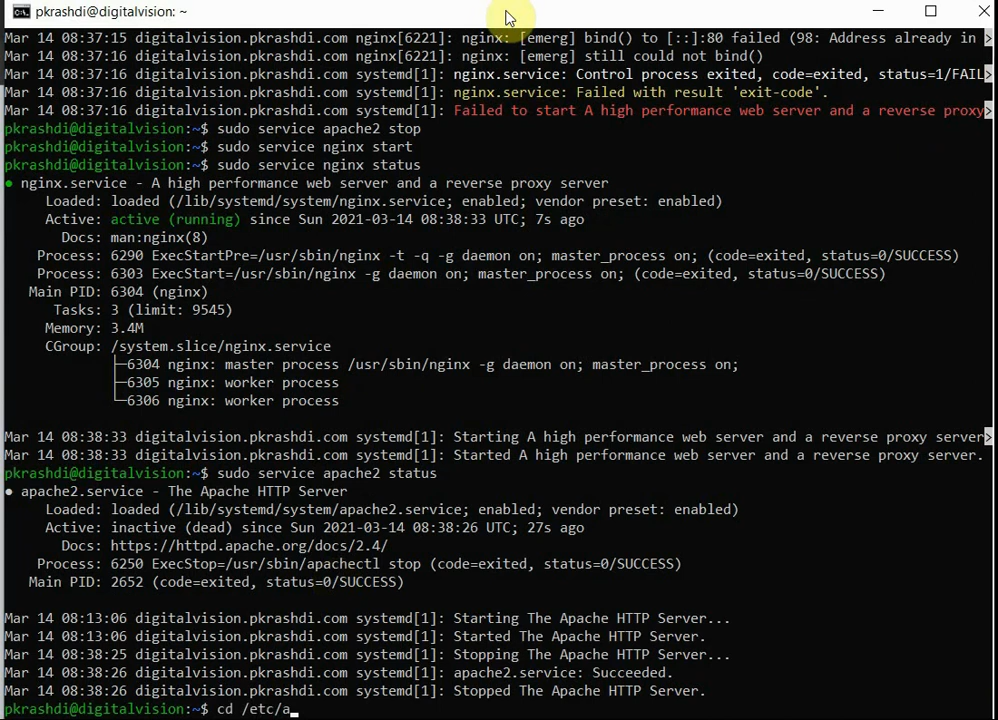 pkrashdi@digitalvision: ~
Mar 14 08:37:15 digitalvision.pkrashdi.com nginx[6221]: nginx: [emerg] bind() to [::]:80 failed (98: Address already in >
Mar 14 08:37:16 digitalvision.pkrashdi.com nginx[6221]: nginx: [emerg] still could not bind()
Mar 14 08:37:16 digitalvision.pkrashdi.com systemd[1]: nginx.service: Control process exited, code=exited, status=1/FAIL>
Mar 14 08:37:16 digitalvision.pkrashdi.com systemd[1]: nginx.service: Failed with result 'exit-code'.
Mar 14 08:37:16 digitalvision.pkrashdi.com systemd[1]: Failed to start A high performance web server and a reverse proxy>
pkrashdi@digitalvision:~$ sudo service apache2 stop
pkrashdi@digitalvision:~$ sudo service nginx start
pkrashdi@digitalvision:~$ sudo service nginx status
● nginx.service - A high performance web server and a reverse proxy server
Loaded: loaded (/lib/systemd/system/nginx.service; enabled; vendor preset: enabled)
Active: active (running) since Sun 2021-03-14 08:38:33 UTC; 7s ago
Docs: man:nginx(8)
Process: 6290 ExecStartPre=/usr/sbin/nginx -t -q -g daemon on; master_process on; (code=exited, status=0/SUCCESS)
Process: 6303 ExecStart=/usr/sbin/nginx -g daemon on; master_process on; (code=exited, status=0/SUCCESS)
Main PID: 6304 (nginx)
Tasks: 3 (limit: 9545)
Memory: 3.4M
CGroup: /system.slice/nginx.service
├─6304 nginx: master process /usr/sbin/nginx -g daemon on; master_process on;
├─6305 nginx: worker process
└─6306 nginx: worker process
Mar 14 08:38:33 digitalvision.pkrashdi.com systemd[1]: Starting A high performance web server and a reverse proxy server>
Mar 14 08:38:33 digitalvision.pkrashdi.com systemd[1]: Started A high performance web server and a reverse proxy server.
pkrashdi@digitalvision:~$ sudo service apache2 status
● apache2.service - The Apache HTTP Server
Loaded: loaded (/lib/systemd/system/apache2.service; enabled; vendor preset: enabled)
Active: inactive (dead) since Sun 2021-03-14 08:38:26 UTC; 27s ago
Docs: https://httpd.apache.org/docs/2.4/
Process: 6250 ExecStop=/usr/sbin/apachectl stop (code=exited, status=0/SUCCESS)
Main PID: 2652 (code=exited, status=0/SUCCESS)
Mar 14 08:13:06 digitalvision.pkrashdi.com systemd[1]: Starting The Apache HTTP Server...
Mar 14 08:13:06 digitalvision.pkrashdi.com systemd[1]: Started The Apache HTTP Server.
Mar 14 08:38:25 digitalvision.pkrashdi.com systemd[1]: Stopping The Apache HTTP Server...
Mar 14 08:38:26 digitalvision.pkrashdi.com systemd[1]: apache2.service: Succeeded.
Mar 14 08:38:26 digitalvision.pkrashdi.com systemd[1]: Stopped The Apache HTTP Server.
pkrashdi@digitalvision:~$ cd /etc/a